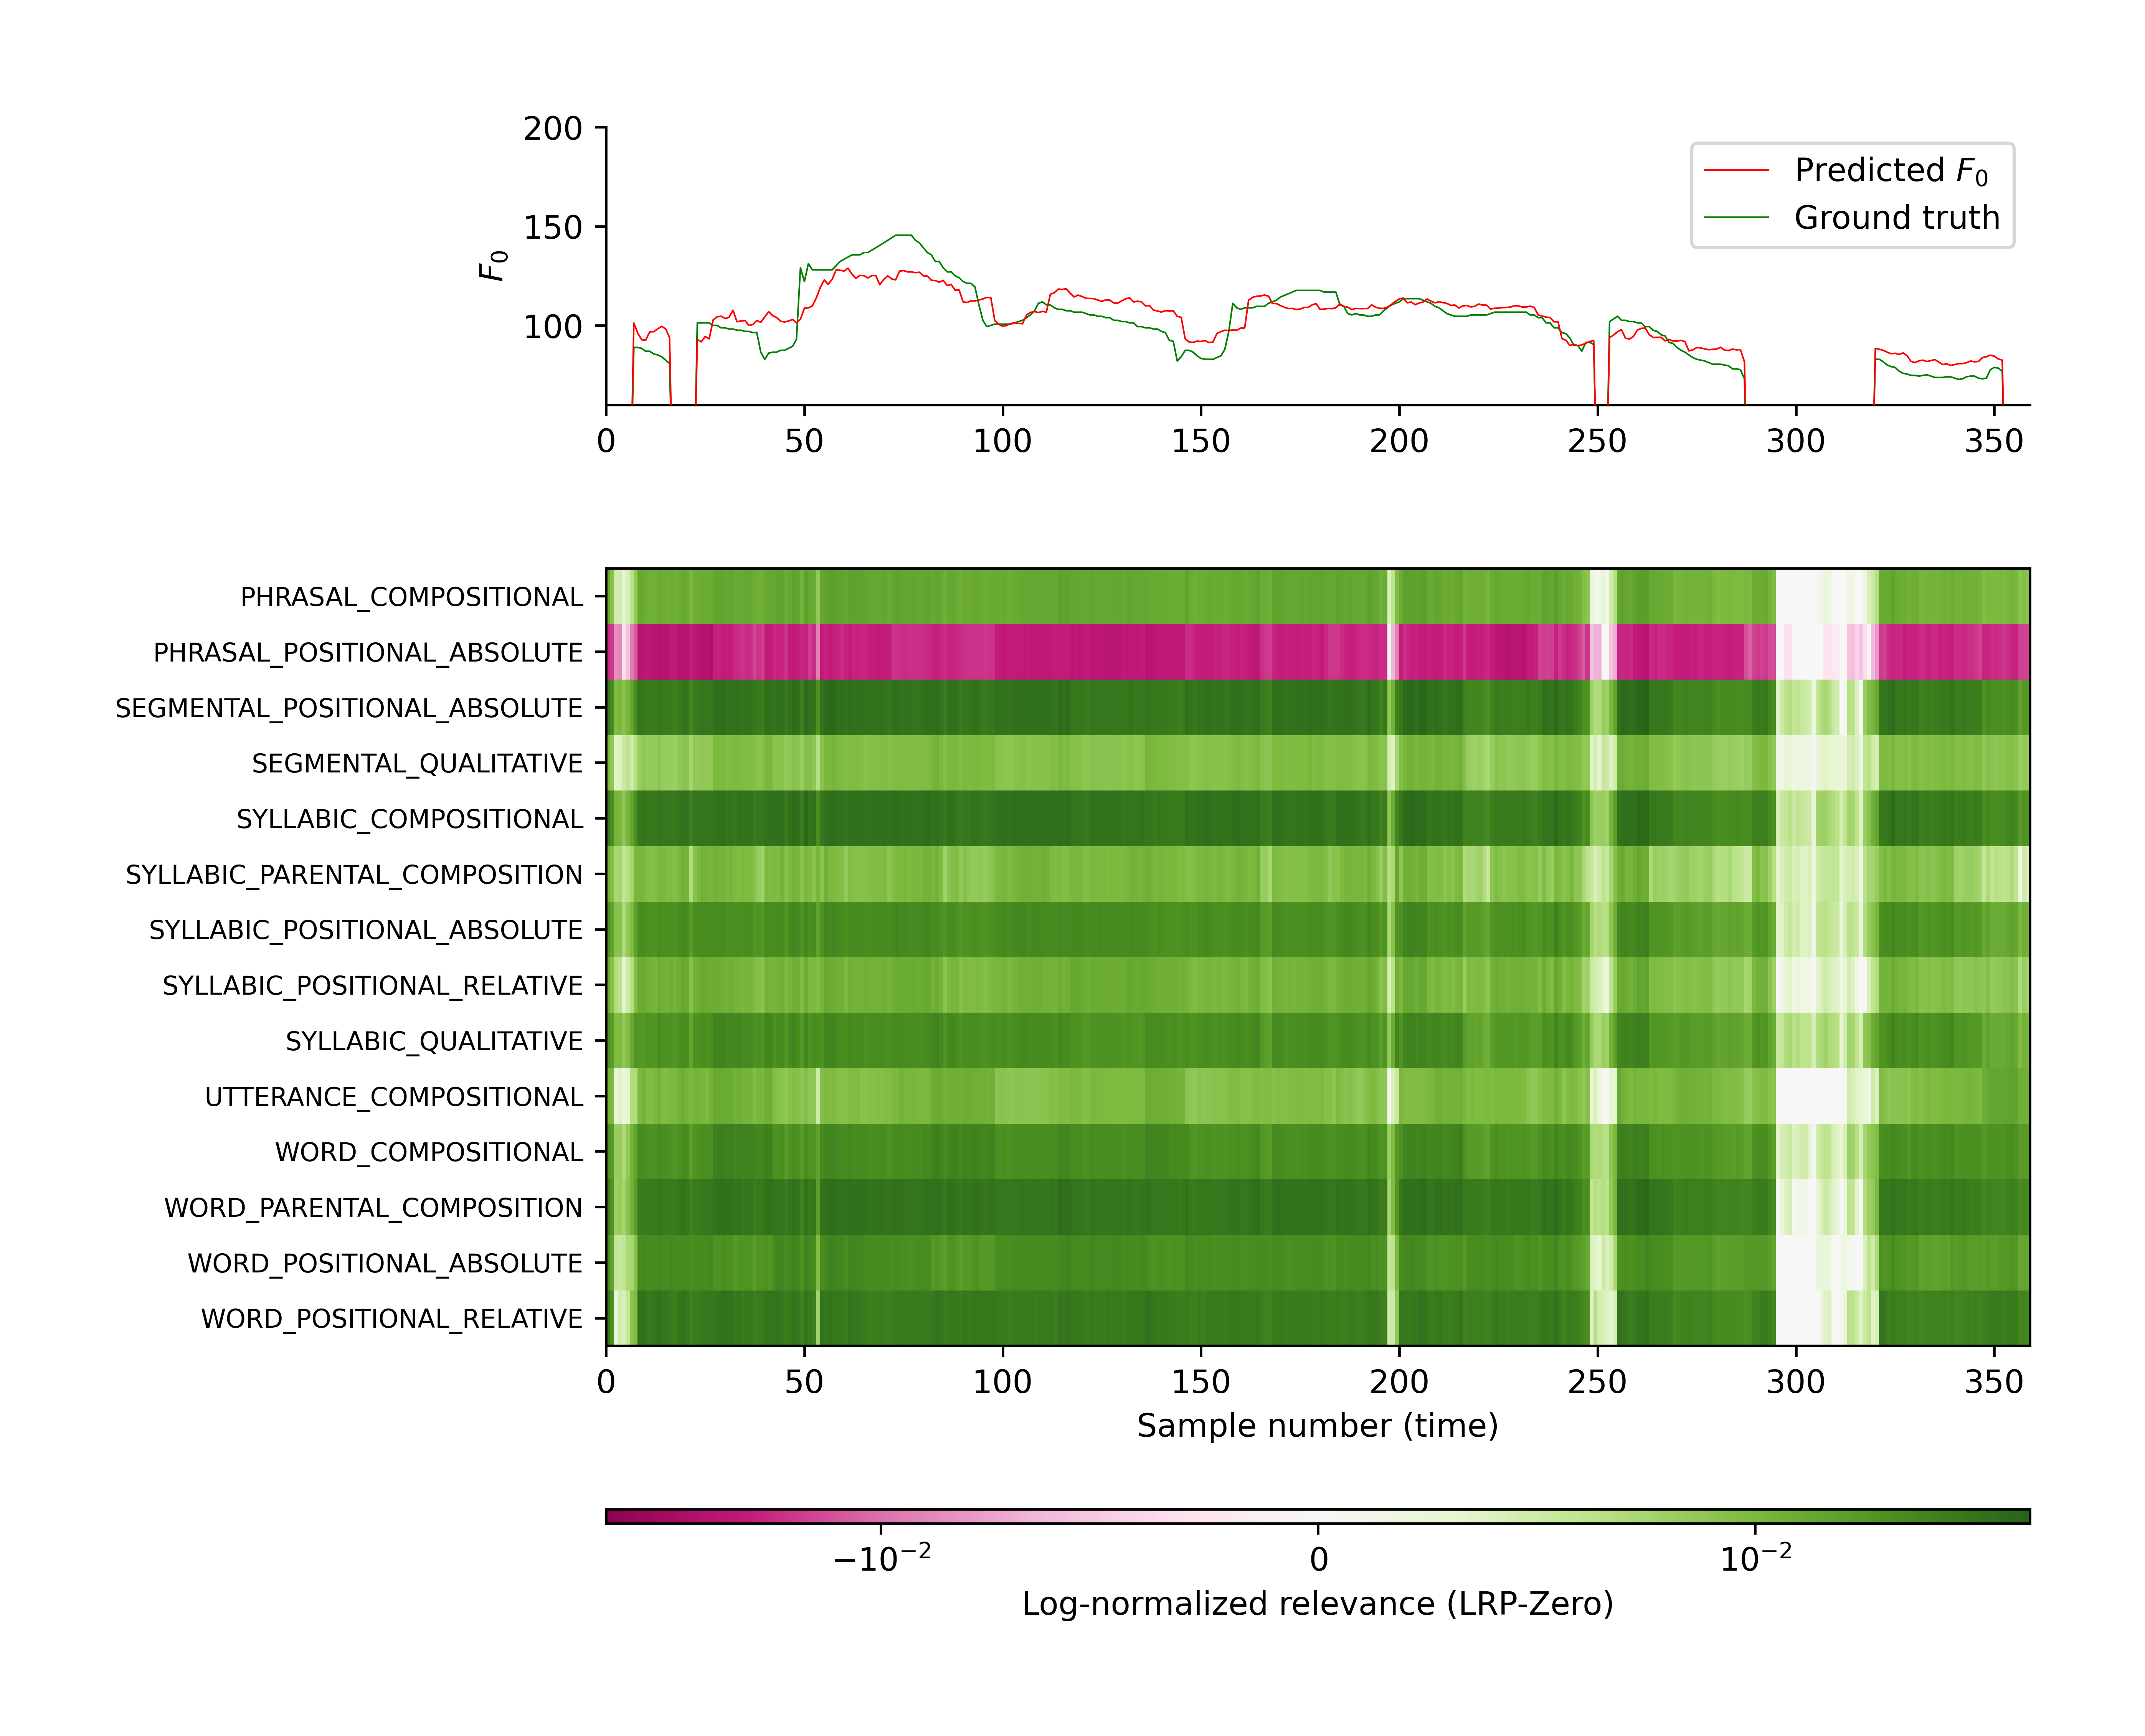 200
150
100
F0
Predicted F0
Ground truth
0 50 100 150 200 250 300 350
PHRASAL_COMPOSITIONAL
PHRASAL_POSITIONAL_ABSOLUTE
SEGMENTAL_POSITIONAL_ABSOLUTE
SEGMENTAL_QUALITATIVE
SYLLABIC_COMPOSITIONAL
SYLLABIC_PARENTAL_COMPOSITION
SYLLABIC_POSITIONAL_ABSOLUTE
SYLLABIC_POSITIONAL_RELATIVE
SYLLABIC_QUALITATIVE
UTTERANCE_COMPOSITIONAL
WORD_COMPOSITIONAL
WORD_PARENTAL_COMPOSITION
WORD_POSITIONAL_ABSOLUTE
WORD_POSITIONAL_RELATIVE
0 50 100 150 200 250 300 350
Sample number (time)
−10−2 0 10−2
Log-normalized relevance (LRP-Zero)